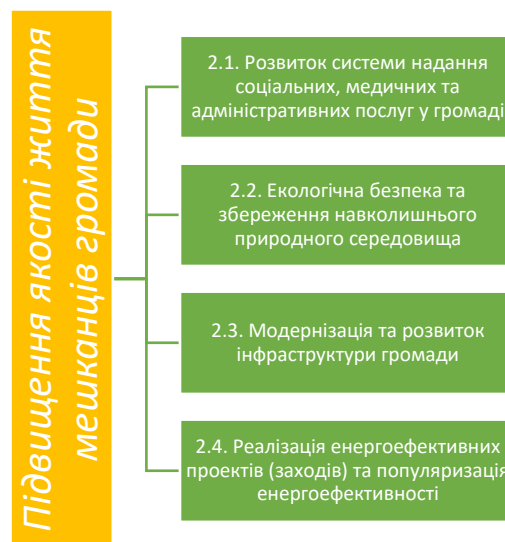 Підвищення якості життя
мешканців громади
2.1. Розвиток системи надання
соціальних, медичних та
адміністративних послуг у громаді
2.2. Екологічна безпека та
збереження навколишнього
природного середовища
2.3. Модернізація та розвиток
інфраструктури громади
2.4. Реалізація енергоефективних
проектів (заходів) та популяризація
енергоефективності